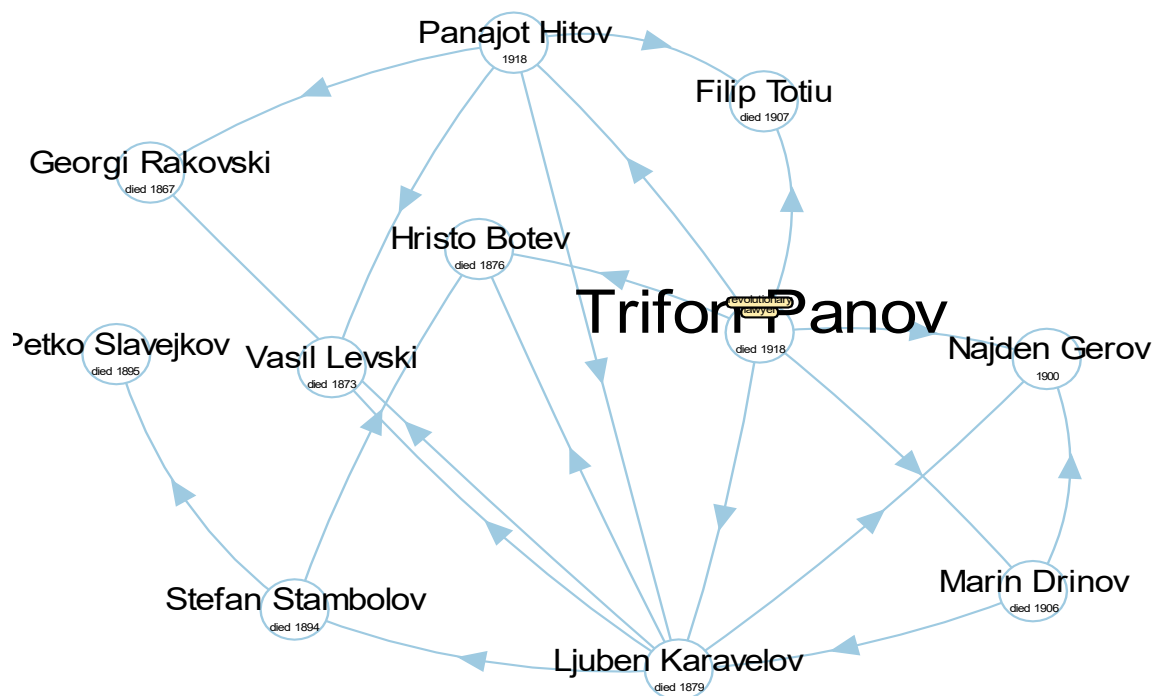 Panajot Hitov
1918
Filip Totiu
died 1907
Georgi Rakovski
died 1867
Hristo Botev
died 1876
revolutionary
lawyer
Trifon Panov
died 1918
Petko Slavejkov
died 1895
Vasil Levski
died 1873
Najden Gerov
1900
Marin Drinov
died 1906
Stefan Stambolov
died 1894
Ljuben Karavelov
died 1879